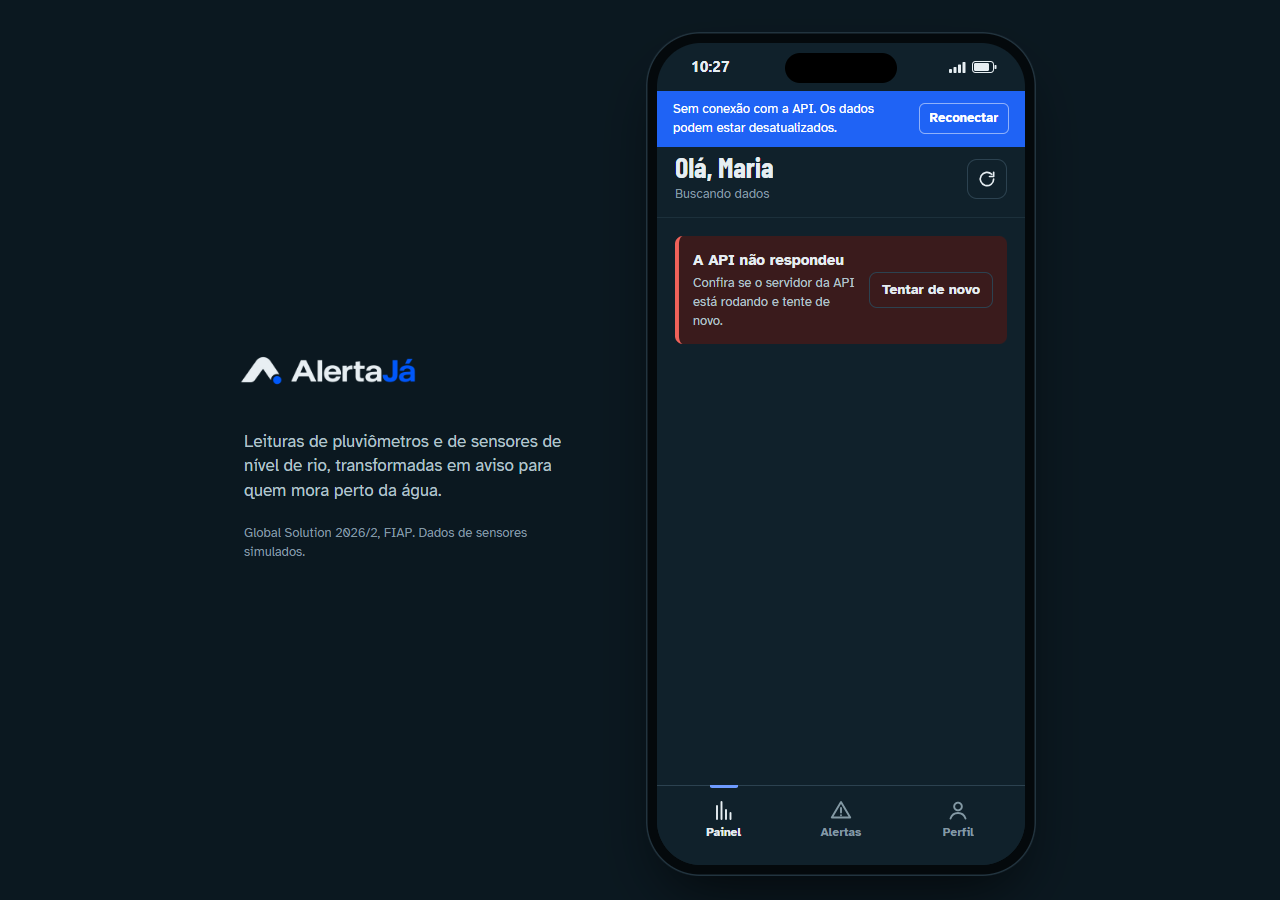 AlertaJá
Leituras de pluviômetros e de sensores de
nível de rio, transformadas em aviso para
quem mora perto da água.
Global Solution 2026/2, FIAP. Dados de sensores
simulados.
10:27
Sem conexão com a API. Os dados
podem estar desatualizados.
Reconectar
Olá, Maria
Buscando dados
A API não respondeu
Confira se o servidor da API
está rodando e tente de
novo.
Tentar de novo
Painel
Alertas
Perfil